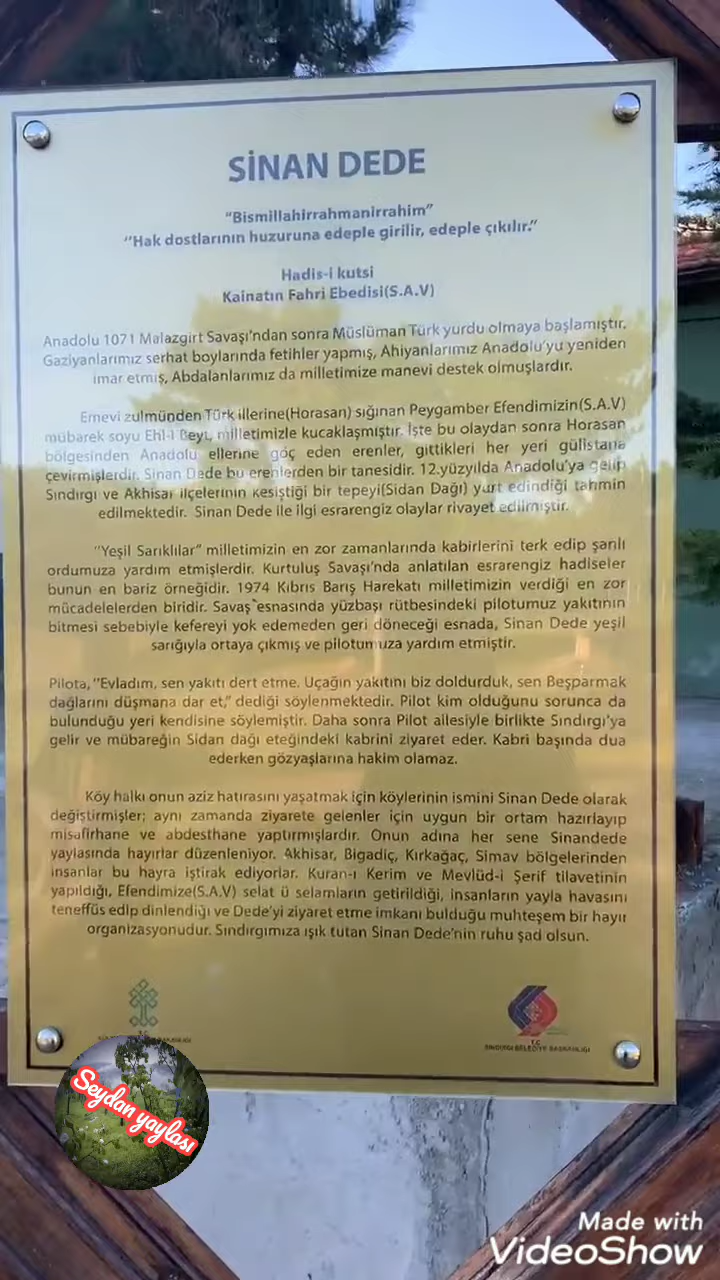 SİNAN DEDE
“Bismillahirrahmanirrahim”
“Hak dostlarının huzuruna edeple girilir, edeple çıkılır.”
Hadis-i kutsi
Kainatın Fahri Ebedisi(S.A.V)
Anadolu 1071 Malazgirt Savaşı’ndan sonra Müslüman Türk yurdu olmaya başlamıştır.
Gaziyanlarımız serhat boylarında fetihler yapmış, Ahiyanlarımız Anadolu’yu yeniden
imar etmiş, Abdalanlarımız da milletimize manevi destek olmuşlardır.
Emevi zulmünden Türk illerine(Horasan) sığınan Peygamber Efendimizin(S.A.V)
mübarek soyu Ehl-i Beyt, milletimizle kucaklaşmıştır. İşte bu olaydan sonra Horasan
bölgesinden Anadolu ellerine göç eden erenler, gittikleri her yeri gülistana
çevirmişlerdir. Sinan Dede bu erenlerden bir tanesidir. 12.yüzyılda Anadolu’ya gelip
Sındırgı ve Akhisar ilçelerinin kesiştiği bir tepeyi(Sidan Dağı) yurt edindiği tahmin
edilmektedir. Sinan Dede ile ilgi esrarengiz olaylar rivayet edilmiştir.
“Yeşil Sarıklılar” milletimizin en zor zamanlarında kabirlerini terk edip şanlı
ordumuza yardım etmişlerdir. Kurtuluş Savaşı’nda anlatılan esrarengiz hadiseler
bunun en bariz örneğidir. 1974 Kıbrıs Barış Harekatı milletimizin verdiği en zor
mücadelelerden biridir. Savaş esnasında yüzbaşı rütbesindeki pilotumuz yakıtının
bitmesi sebebiyle kefereyi yok edemeden geri döneceği esnada, Sinan Dede yeşil
sarığıyla ortaya çıkmış ve pilotumuza yardım etmiştir.
Pilota, “Evladım, sen yakıtı dert etme. Uçağın yakıtını biz doldurduk, sen Beşparmak
dağlarını düşmana dar et,” dediği söylenmektedir. Pilot kim olduğunu sorunca da
bulunduğu yeri kendisine söylemiştir. Daha sonra Pilot ailesiyle birlikte Sındırgı’ya
gelir ve mübareğin Sidan dağı eteğindeki kabrini ziyaret eder. Kabri başında dua
ederken gözyaşlarına hakim olamaz.
Köy halkı onun aziz hatırasını yaşatmak için köylerinin ismini Sinan Dede olarak
değiştirmişler; aynı zamanda ziyarete gelenler için uygun bir ortam hazırlayıp
misafirhane ve abdesthane yaptırmışlardır. Onun adına her sene Sinandede
yaylasında hayırlar düzenleniyor. Akhisar, Bigadiç, Kırkağaç, Simav bölgelerinden
insanlar bu hayra iştirak ediyorlar. Kuran-ı Kerim ve Mevlüd-i Şerif tilavetinin
yapıldığı, Efendimize(S.A.V) selat ü selamların getirildiği, insanların yayla havasını
teneffüs edip dinlendiği ve Dede’yi ziyaret etme imkanı bulduğu muhteşem bir hayır
organizasyonudur. Sındırgımıza ışık tutan Sinan Dede’nin ruhu şad olsun.
T.C.
SINDIRGI BELEDİYE BAŞKANLIĞI
Seydan yaylası
Made with
VideoShow